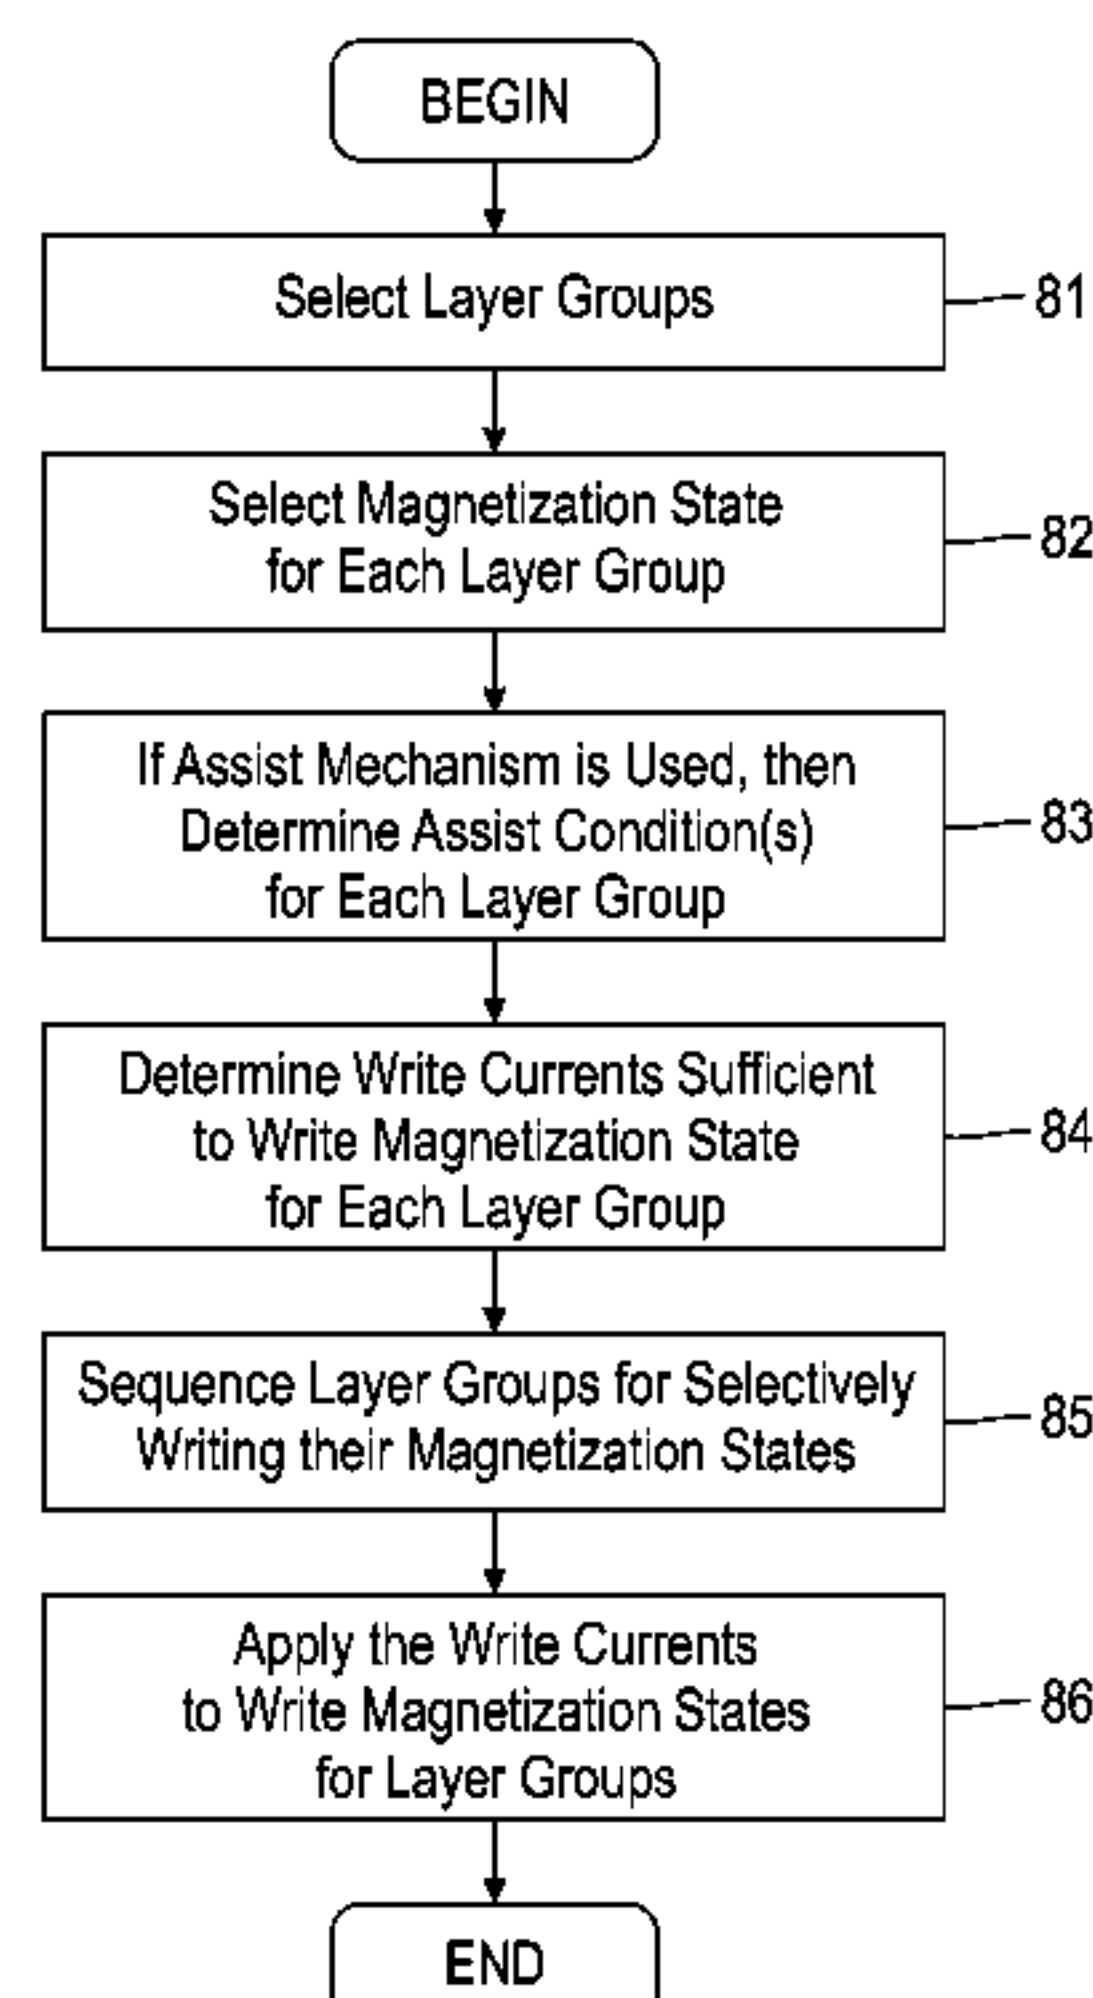 BEGIN
Select Layer Groups
81
Select Magnetization State
for Each Layer Group
82
If Assist Mechanism is Used, then
Determine Assist Condition(s)
for Each Layer Group
83
Determine Write Currents Sufficient
to Write Magnetization State
for Each Layer Group
84
Sequence Layer Groups for Selectively
Writing their Magnetization States
85
Apply the Write Currents
to Write Magnetization States
for Layer Groups
86
END